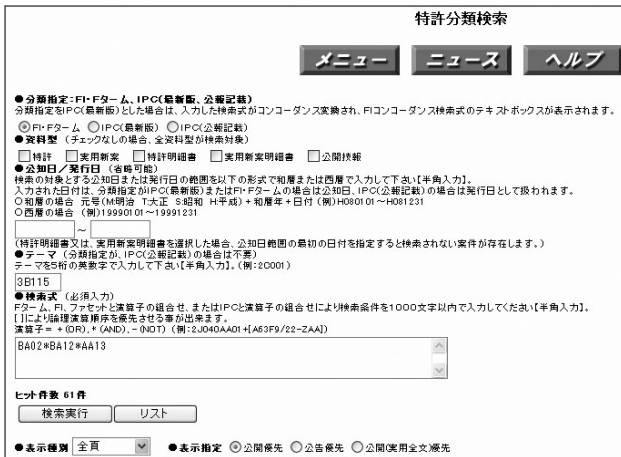 特許分類検索
メニュー ニュース ヘルプ
●分類指定:FI・Fターム、IPC(最新版、公報記載)
分類指定をIPC(最新版)とした場合は、入力した検索式がコンコーダンス変換され、FIコンコーダンス検索式のテキストボックスが表示されます。
FI・Fターム IPC(最新版) IPC(公報記載)
●資料型 (チェックなしの場合、全資料型が検索対象)
特許 実用新案 特許明細書 実用新案明細書 公開技報
●公知日/発行日 (省略可能)
検索の対象とする公知日または発行日の範囲を以下の形式で和暦または西暦で入力して下さい【半角入力】。
入力された日付は、分類指定がIPC(最新版)またはFI・Fタームの場合は公知日、IPC(公報記載)の場合は発行日として扱われます。
○和暦の場合 元号(M:明治 T:大正 S:昭和 H:平成)+和暦年+日付 (例)H080101~H081231
○西暦の場合 (例)19990101~19991231
~
(特許明細書又は、実用新案明細書を選択した場合、公知日範囲の最初の日付を指定すると検索されない案件が存在します。)
●テーマ (分類指定が、IPC(公報記載)の場合は不要)
テーマを5桁の英数字で入力して下さい【半角入力】。(例:2C001)
3B115
●検索式 (必須入力)
Fターム、FI、ファセットと演算子の組合せ、またはIPCと演算子の組合せにより検索条件を1000文字以内で入力してください【半角入力】。
[ ]により論理演算順序を優先させる事が出来ます。
演算子= +(OR), *(AND), -(NOT) (例:2J040AA01+[A63F9/22-ZAA])
BA02*BA12*AA13
ヒット件数 61件
検索実行 リスト
●表示種別 全頁 ●表示指定 公開優先 公告優先 公開(実用全文)優先